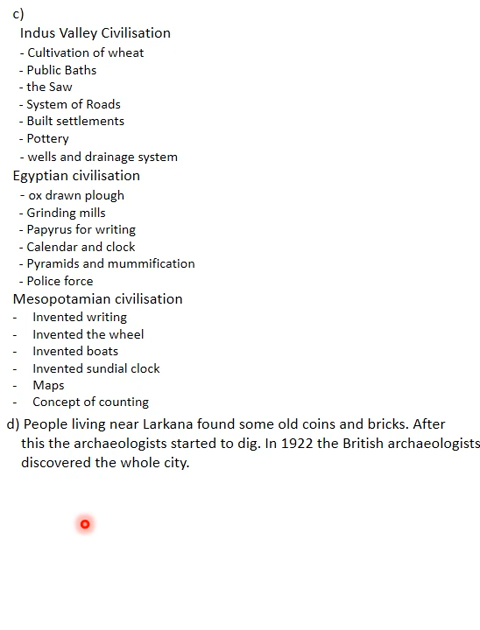 c)
Indus Valley Civilisation
- Cultivation of wheat
- Public Baths
- the Saw
- System of Roads
- Built settlements
- Pottery
- wells and drainage system
Egyptian civilisation
- ox drawn plough
- Grinding mills
- Papyrus for writing
- Calendar and clock
- Pyramids and mummification
- Police force
Mesopotamian civilisation
- Invented writing
- Invented the wheel
- Invented boats
- Invented sundial clock
- Maps
- Concept of counting
d) People living near Larkana found some old coins and bricks. After
this the archaeologists started to dig. In 1922 the British archaeologists
discovered the whole city.